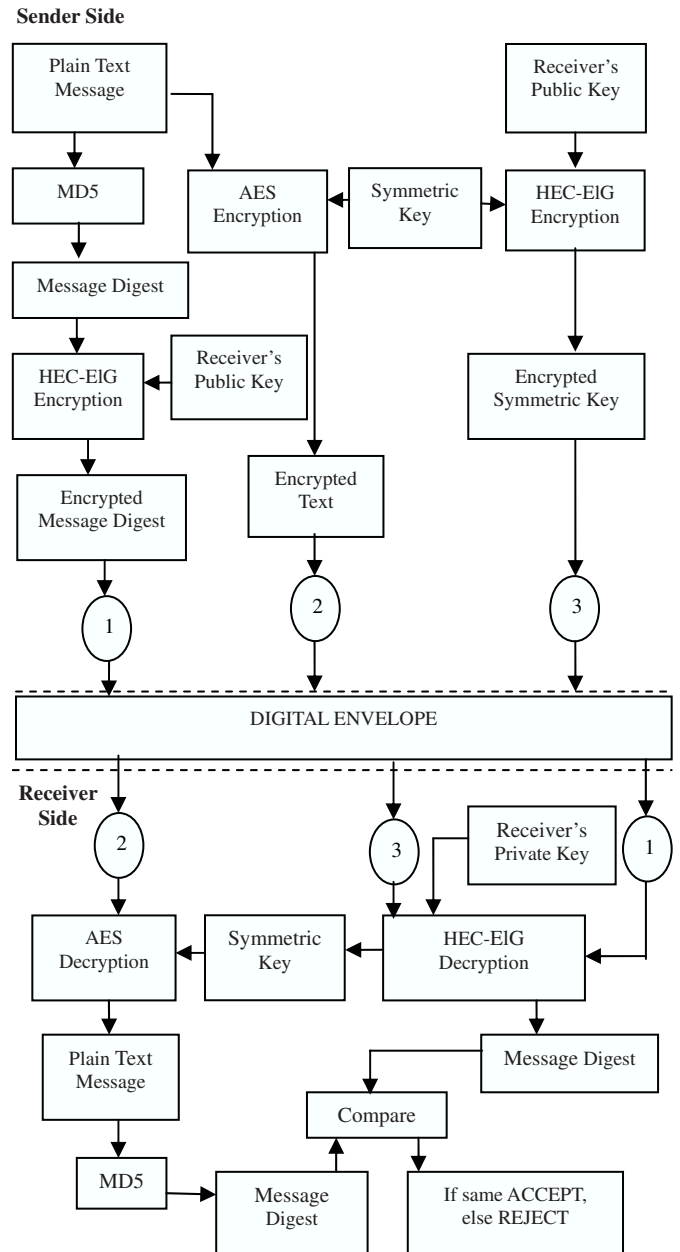 Sender Side
Plain Text
Message
Receiver's
Public Key
MD5
AES
Encryption
Symmetric
Key
HEC-ElG
Encryption
Message Digest
HEC-ElG
Encryption
Receiver's
Public Key
Encrypted
Symmetric Key
Encrypted
Message Digest
Encrypted
Text
1
2
3
DIGITAL ENVELOPE
Receiver
Side
2
3
Receiver's
Private Key
1
AES
Decryption
Symmetric
Key
HEC-ElG
Decryption
Plain Text
Message
Message Digest
Compare
MD5
Message
Digest
If same ACCEPT,
else REJECT